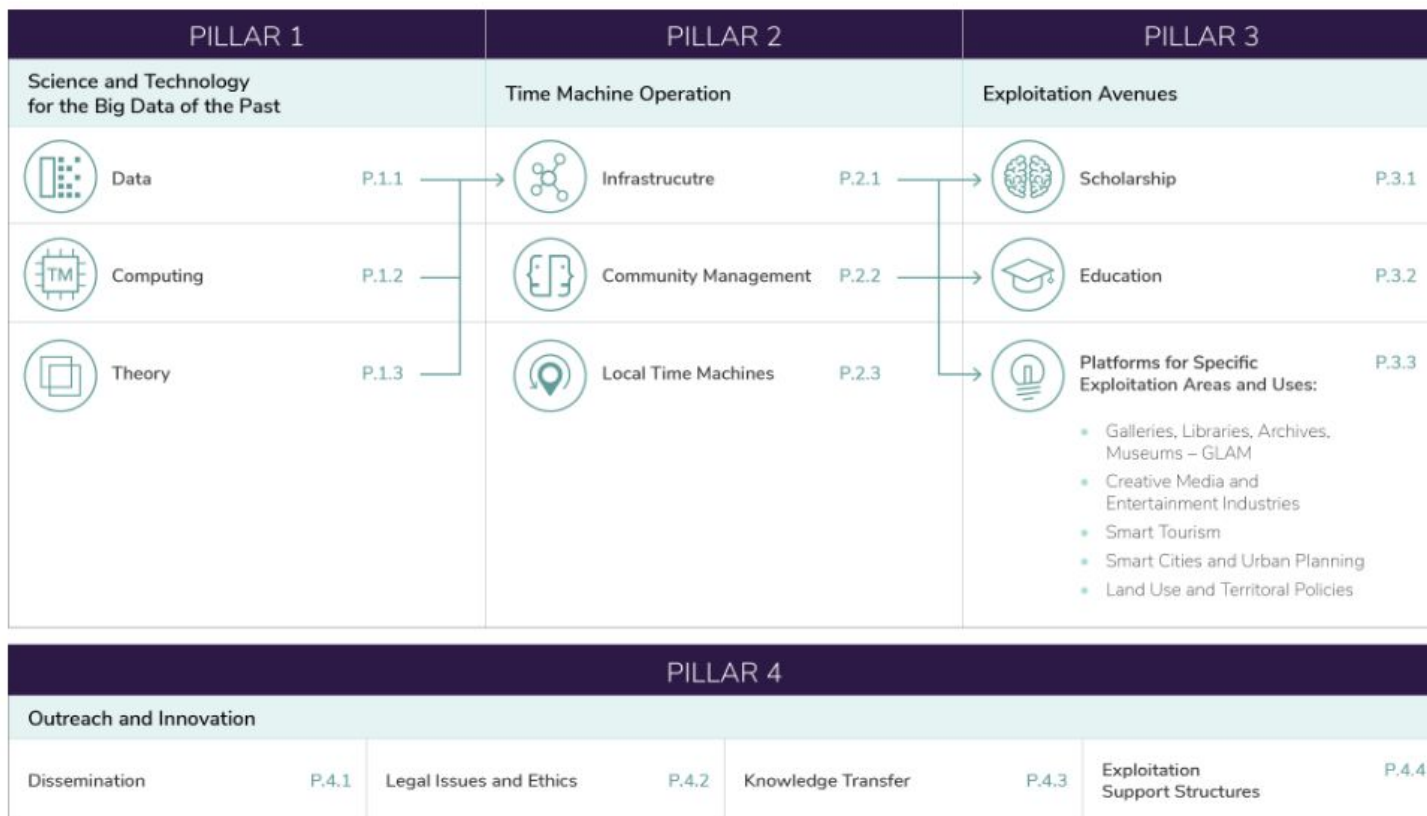 PILLAR 1
PILLAR 2
PILLAR 3
Science and Technology
for the Big Data of the Past
Time Machine Operation
Exploitation Avenues
Data P.1.1
Infrastrucutre P.2.1
Scholarship P.3.1
TM Computing P.1.2
Community Management P.2.2
Education P.3.2
Theory P.1.3
Local Time Machines P.2.3
Platforms for Specific P.3.3
Exploitation Areas and Uses:
Galleries, Libraries, Archives,
Museums – GLAM
Creative Media and
Entertainment Industries
Smart Tourism
Smart Cities and Urban Planning
Land Use and Territoral Policies
PILLAR 4
Outreach and Innovation
Dissemination P.4.1
Legal Issues and Ethics P.4.2
Knowledge Transfer P.4.3
Exploitation P.4.4
Support Structures